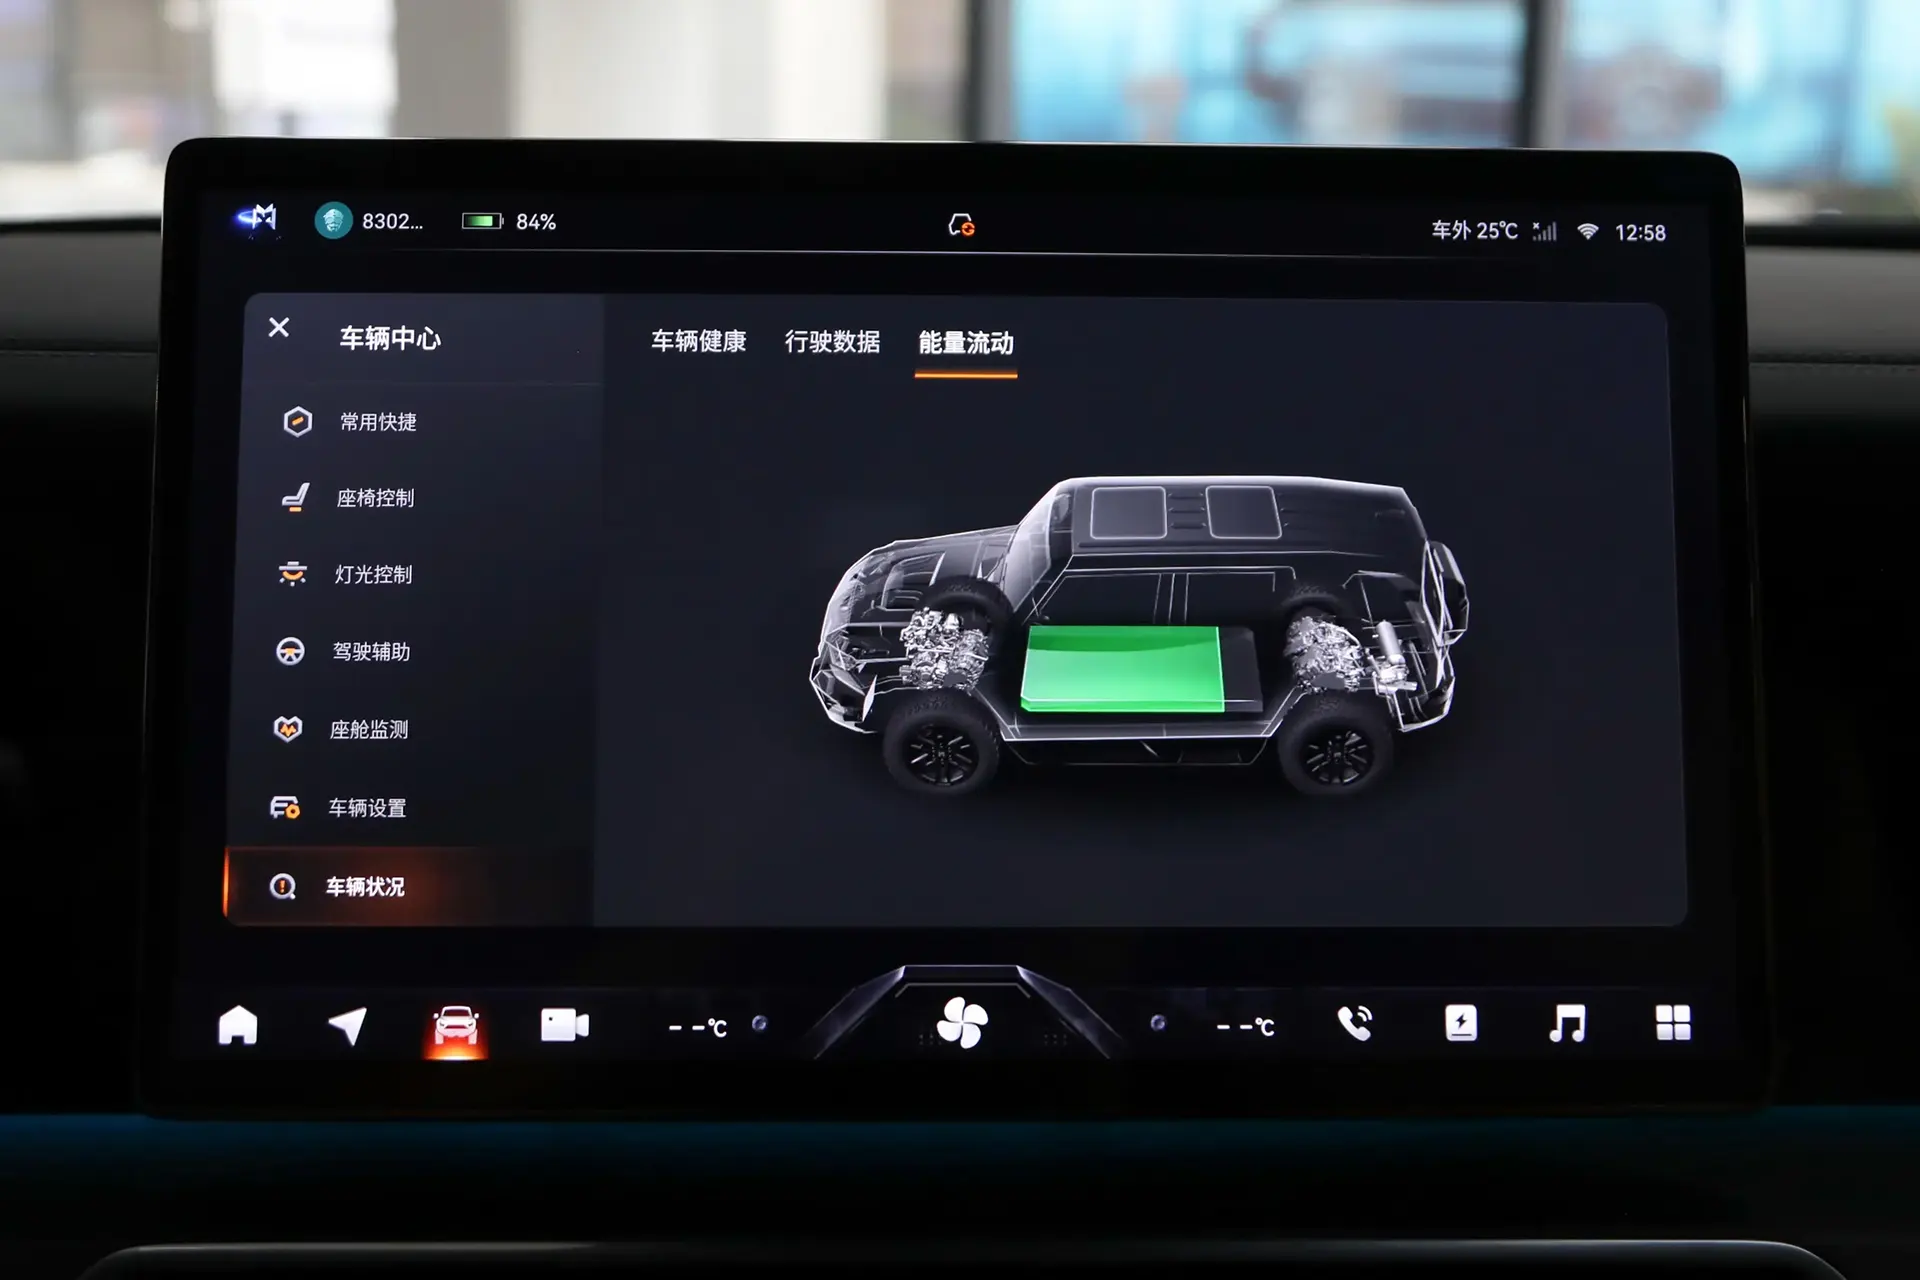 8302... 84% 车外 25℃ 12:58
车辆中心
常用快捷
座椅控制
灯光控制
驾驶辅助
座舱监测
车辆设置
车辆状况
车辆健康 行驶数据 能量流动
--℃ --℃